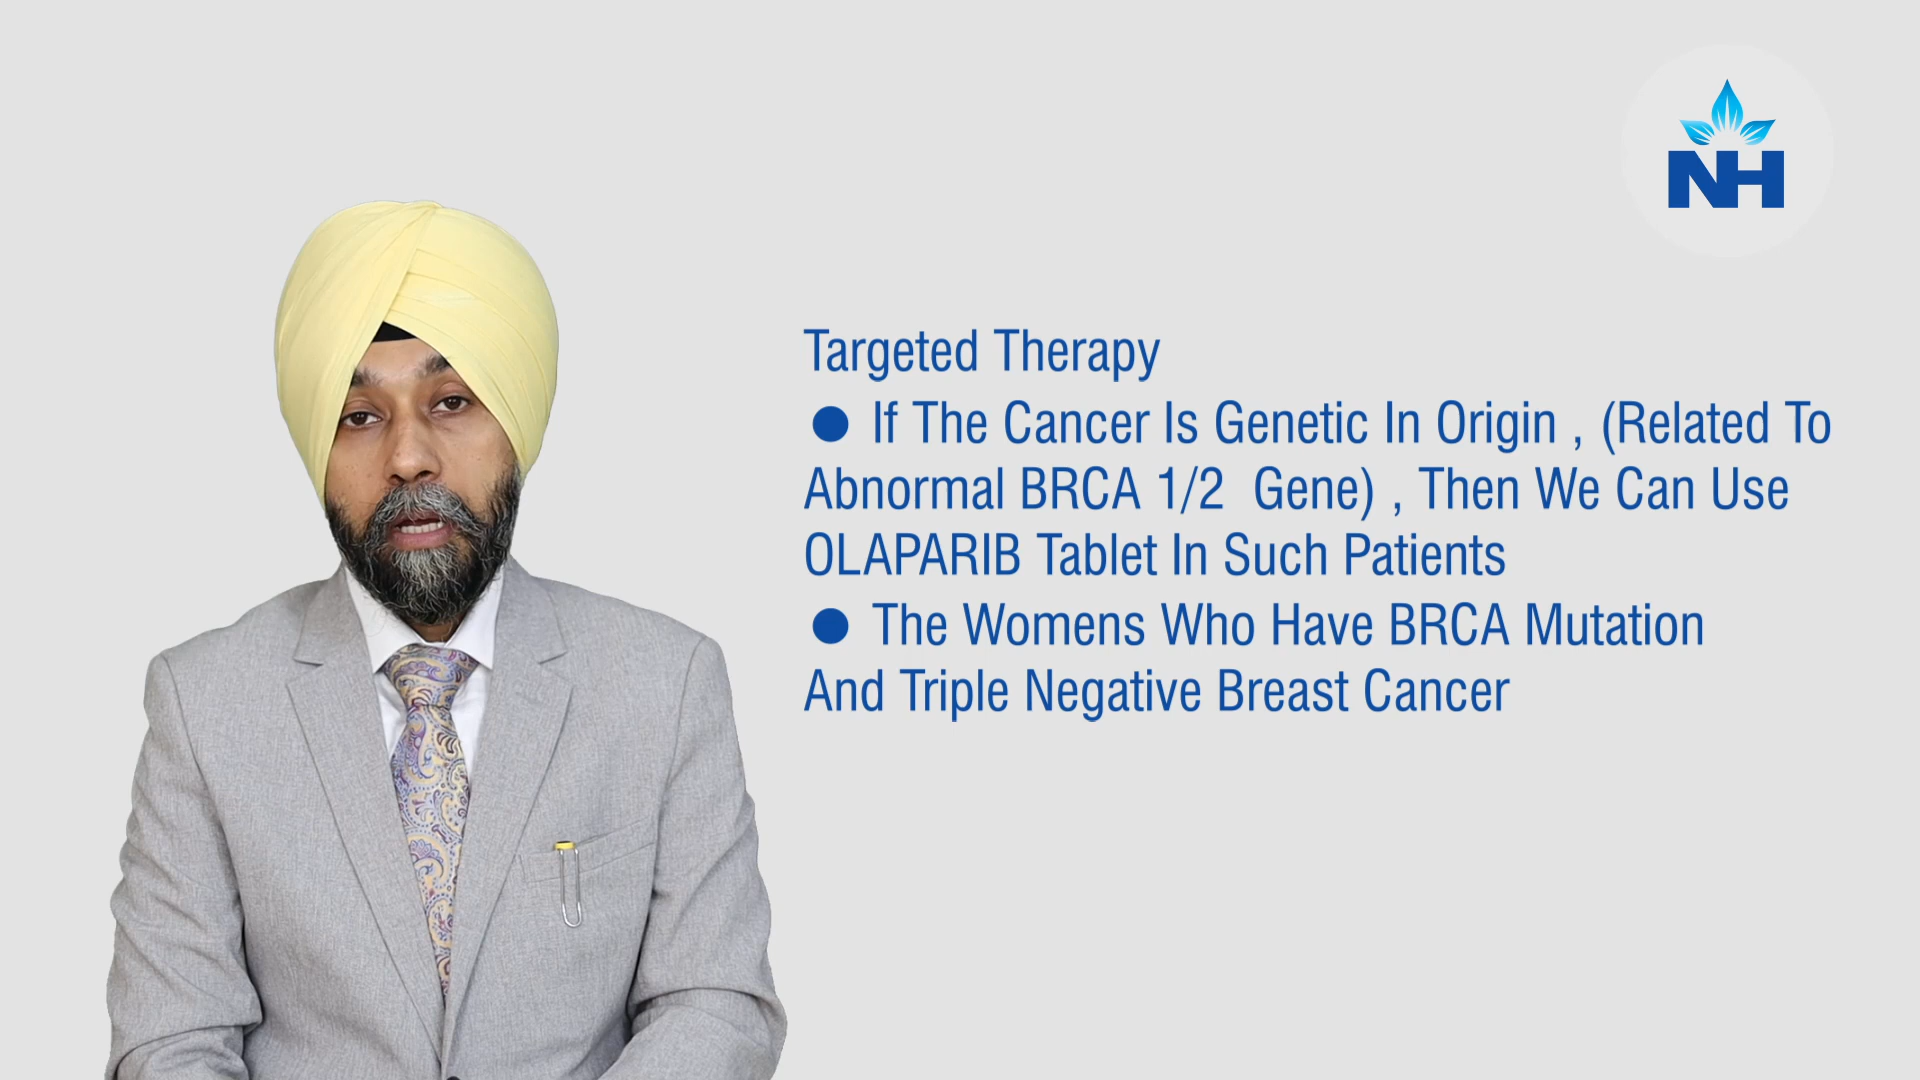 NH
Targeted Therapy
● If The Cancer Is Genetic In Origin , (Related To
Abnormal BRCA 1/2  Gene) , Then We Can Use
OLAPARIB Tablet In Such Patients
● The Womens Who Have BRCA Mutation
And Triple Negative Breast Cancer